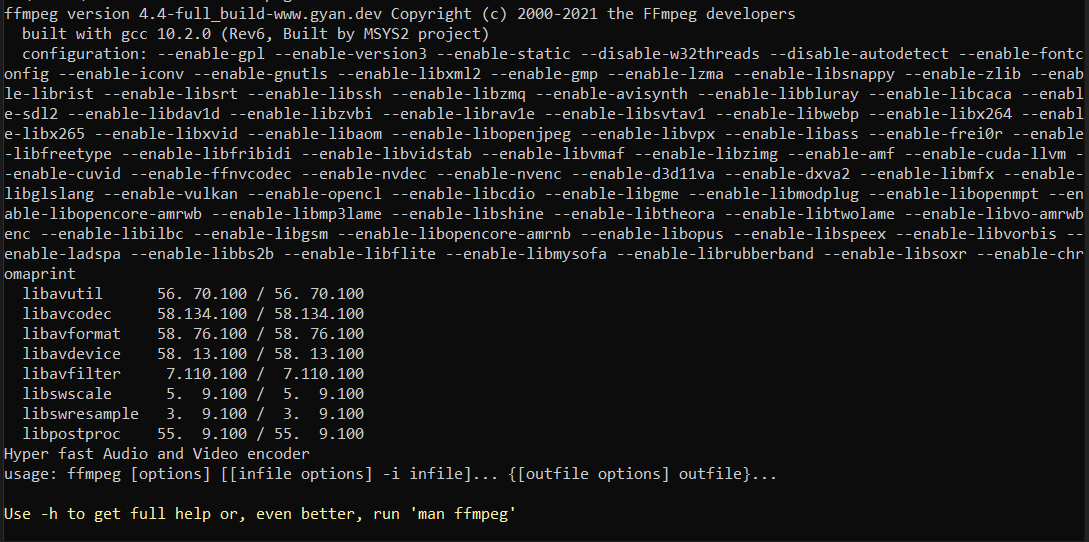 ffmpeg version 4.4-full_build-www.gyan.dev Copyright (c) 2000-2021 the FFmpeg developers
  built with gcc 10.2.0 (Rev6, Built by MSYS2 project)
  configuration: --enable-gpl --enable-version3 --enable-static --disable-w32threads --disable-autodetect --enable-fontc
onfig --enable-iconv --enable-gnutls --enable-libxml2 --enable-gmp --enable-lzma --enable-libsnappy --enable-zlib --enab
le-librist --enable-libsrt --enable-libssh --enable-libzmq --enable-avisynth --enable-libbluray --enable-libcaca --enabl
e-sdl2 --enable-libdav1d --enable-libzvbi --enable-librav1e --enable-libsvtav1 --enable-libwebp --enable-libx264 --enabl
e-libx265 --enable-libxvid --enable-libaom --enable-libopenjpeg --enable-libvpx --enable-libass --enable-frei0r --enable
-libfreetype --enable-libfribidi --enable-libvidstab --enable-libvmaf --enable-libzimg --enable-amf --enable-cuda-llvm -
-enable-cuvid --enable-ffnvcodec --enable-nvdec --enable-nvenc --enable-d3d11va --enable-dxva2 --enable-libmfx --enable-
libglslang --enable-vulkan --enable-opencl --enable-libcdio --enable-libgme --enable-libmodplug --enable-libopenmpt --en
able-libopencore-amrwb --enable-libmp3lame --enable-libshine --enable-libtheora --enable-libtwolame --enable-libvo-amrwb
enc --enable-libilbc --enable-libgsm --enable-libopencore-amrnb --enable-libopus --enable-libspeex --enable-libvorbis --
enable-ladspa --enable-libbs2b --enable-libflite --enable-libmysofa --enable-librubberband --enable-libsoxr --enable-chr
omaprint
  libavutil      56. 70.100 / 56. 70.100
  libavcodec     58.134.100 / 58.134.100
  libavformat    58. 76.100 / 58. 76.100
  libavdevice    58. 13.100 / 58. 13.100
  libavfilter     7.110.100 /  7.110.100
  libswscale      5.  9.100 /  5.  9.100
  libswresample   3.  9.100 /  3.  9.100
  libpostproc    55.  9.100 / 55.  9.100
Hyper fast Audio and Video encoder
usage: ffmpeg [options] [[infile options] -i infile]... {[outfile options] outfile}...

Use -h to get full help or, even better, run 'man ffmpeg'